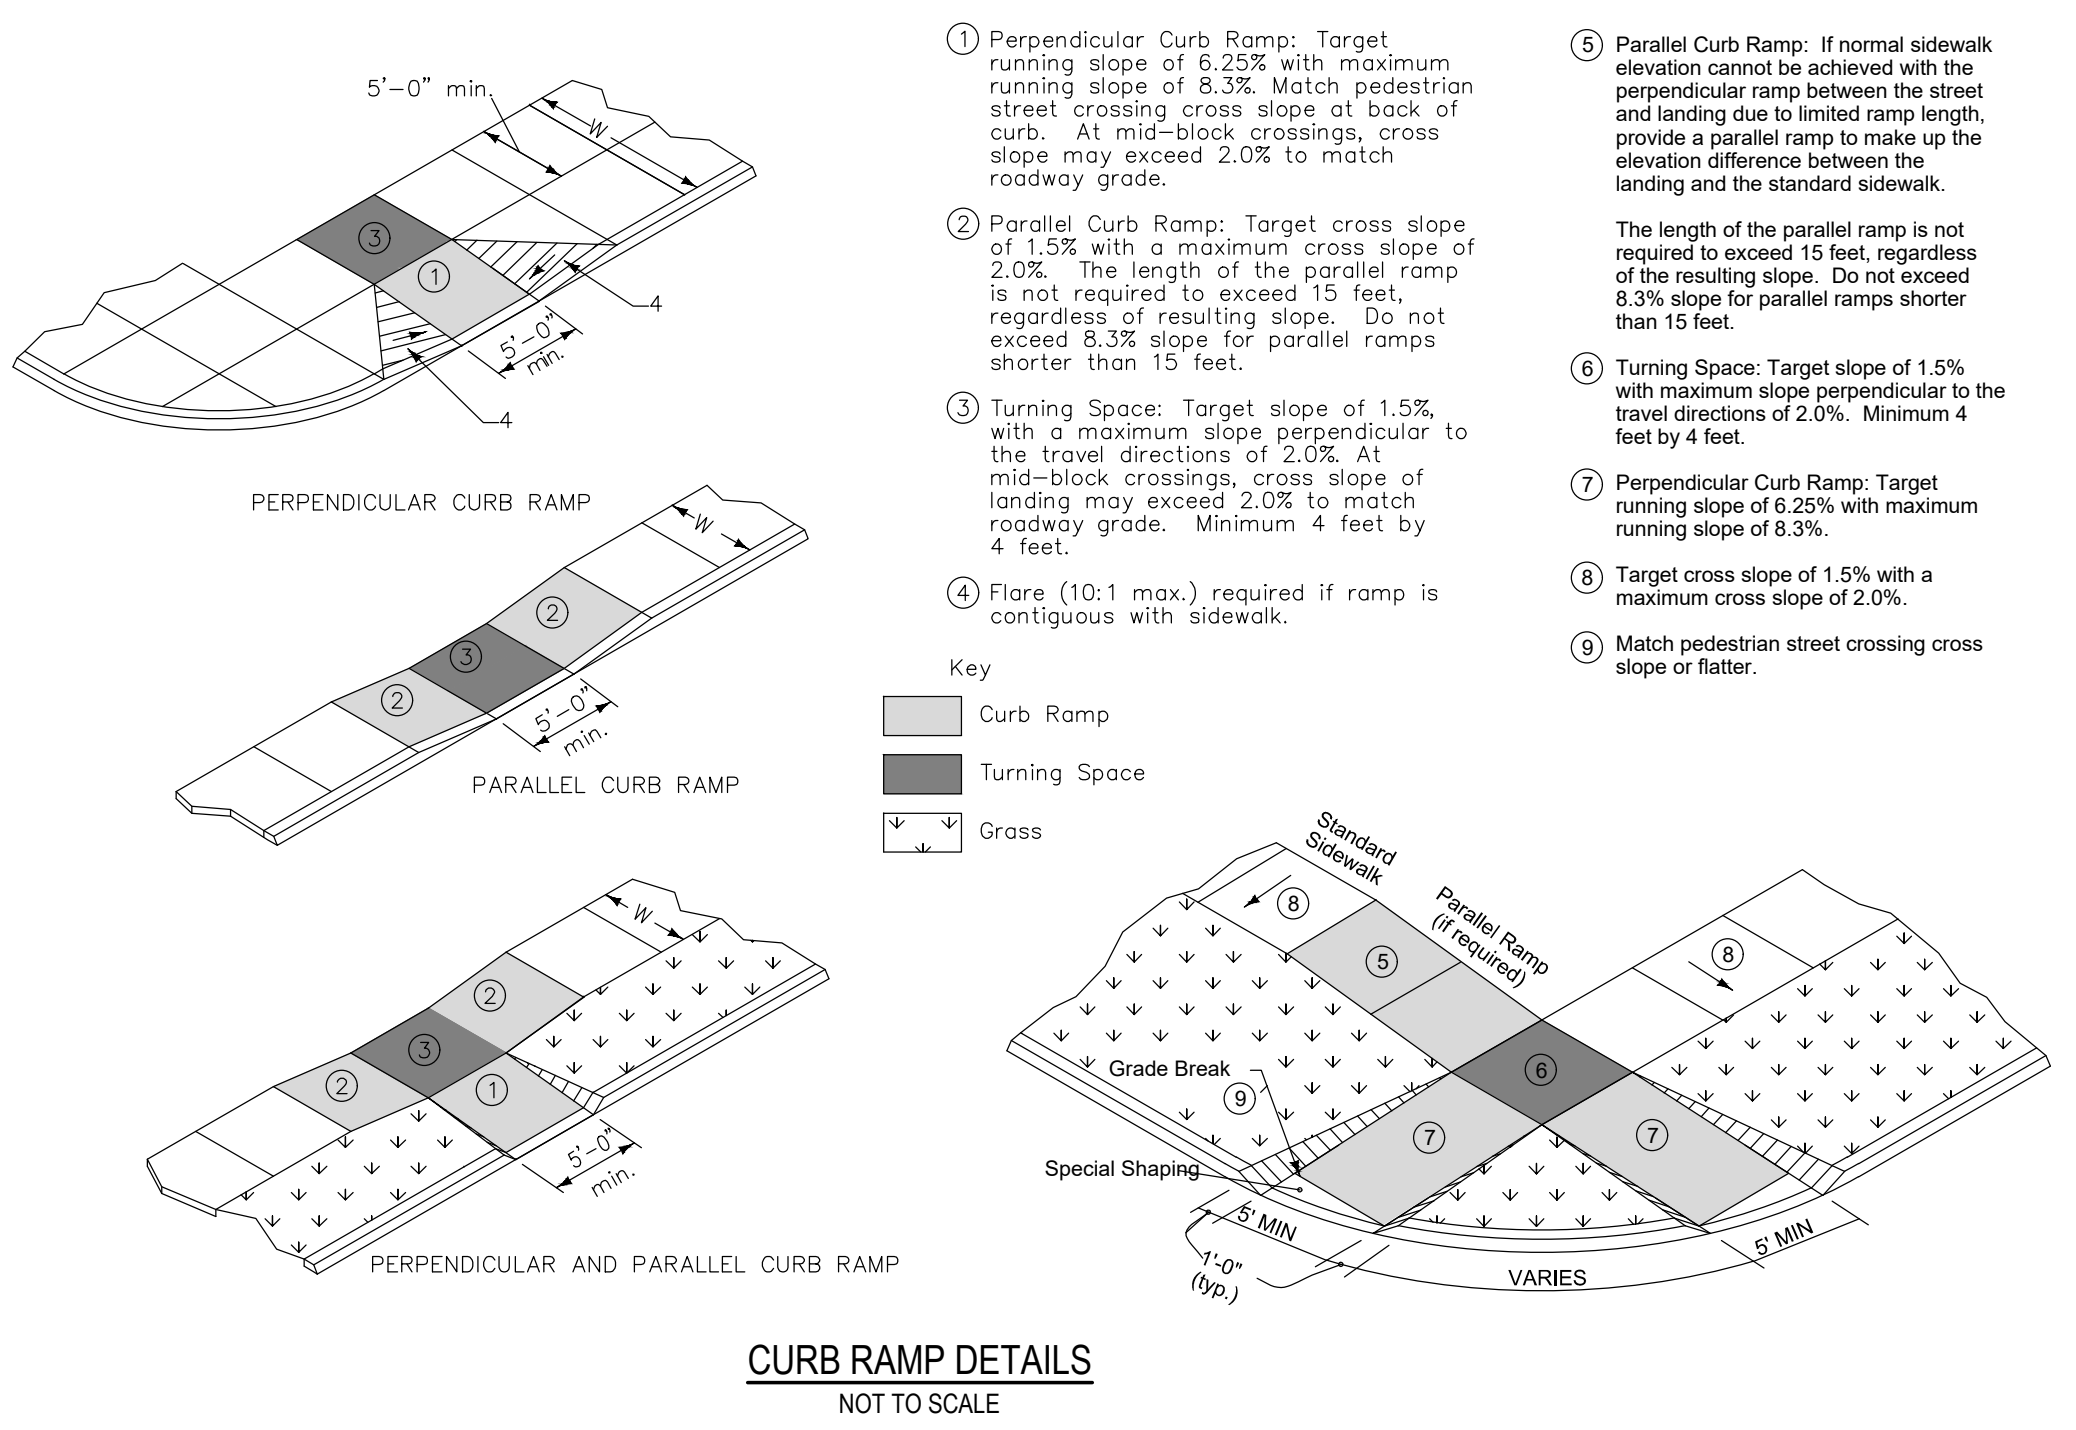 5'-0" min.
W
3
1
4
5'-0"
min.
4
PERPENDICULAR CURB RAMP
W
2
3
2
5'-0"
min.
PARALLEL CURB RAMP
W
2
3
2
1
5'-0"
min.
PERPENDICULAR AND PARALLEL CURB RAMP
1 Perpendicular Curb Ramp: Target
running slope of 6.25% with maximum
running slope of 8.3%. Match pedestrian
street crossing cross slope at back of
curb. At mid-block crossings, cross
slope may exceed 2.0% to match
roadway grade.
2 Parallel Curb Ramp: Target cross slope
of 1.5% with a maximum cross slope of
2.0%. The length of the parallel ramp
is not required to exceed 15 feet,
regardless of resulting slope. Do not
exceed 8.3% slope for parallel ramps
shorter than 15 feet.
3 Turning Space: Target slope of 1.5%,
with a maximum slope perpendicular to
the travel directions of 2.0%. At
mid-block crossings, cross slope of
landing may exceed 2.0% to match
roadway grade. Minimum 4 feet by
4 feet.
4 Flare (10:1 max.) required if ramp is
contiguous with sidewalk.
Key
Curb Ramp
Turning Space
Grass
5 Parallel Curb Ramp: If normal sidewalk
elevation cannot be achieved with the
perpendicular ramp between the street
and landing due to limited ramp length,
provide a parallel ramp to make up the
elevation difference between the
landing and the standard sidewalk.
The length of the parallel ramp is not
required to exceed 15 feet, regardless
of the resulting slope. Do not exceed
8.3% slope for parallel ramps shorter
than 15 feet.
6 Turning Space: Target slope of 1.5%
with maximum slope perpendicular to the
travel directions of 2.0%. Minimum 4
feet by 4 feet.
7 Perpendicular Curb Ramp: Target
running slope of 6.25% with maximum
running slope of 8.3%.
8 Target cross slope of 1.5% with a
maximum cross slope of 2.0%.
9 Match pedestrian street crossing cross
slope or flatter.
Standard
Sidewalk
Parallel Ramp
(if required)
8
5
8
Grade Break
9
6
7
7
Special Shaping
5' MIN
1'-0"
(typ.)
VARIES
5' MIN
CURB RAMP DETAILS
NOT TO SCALE